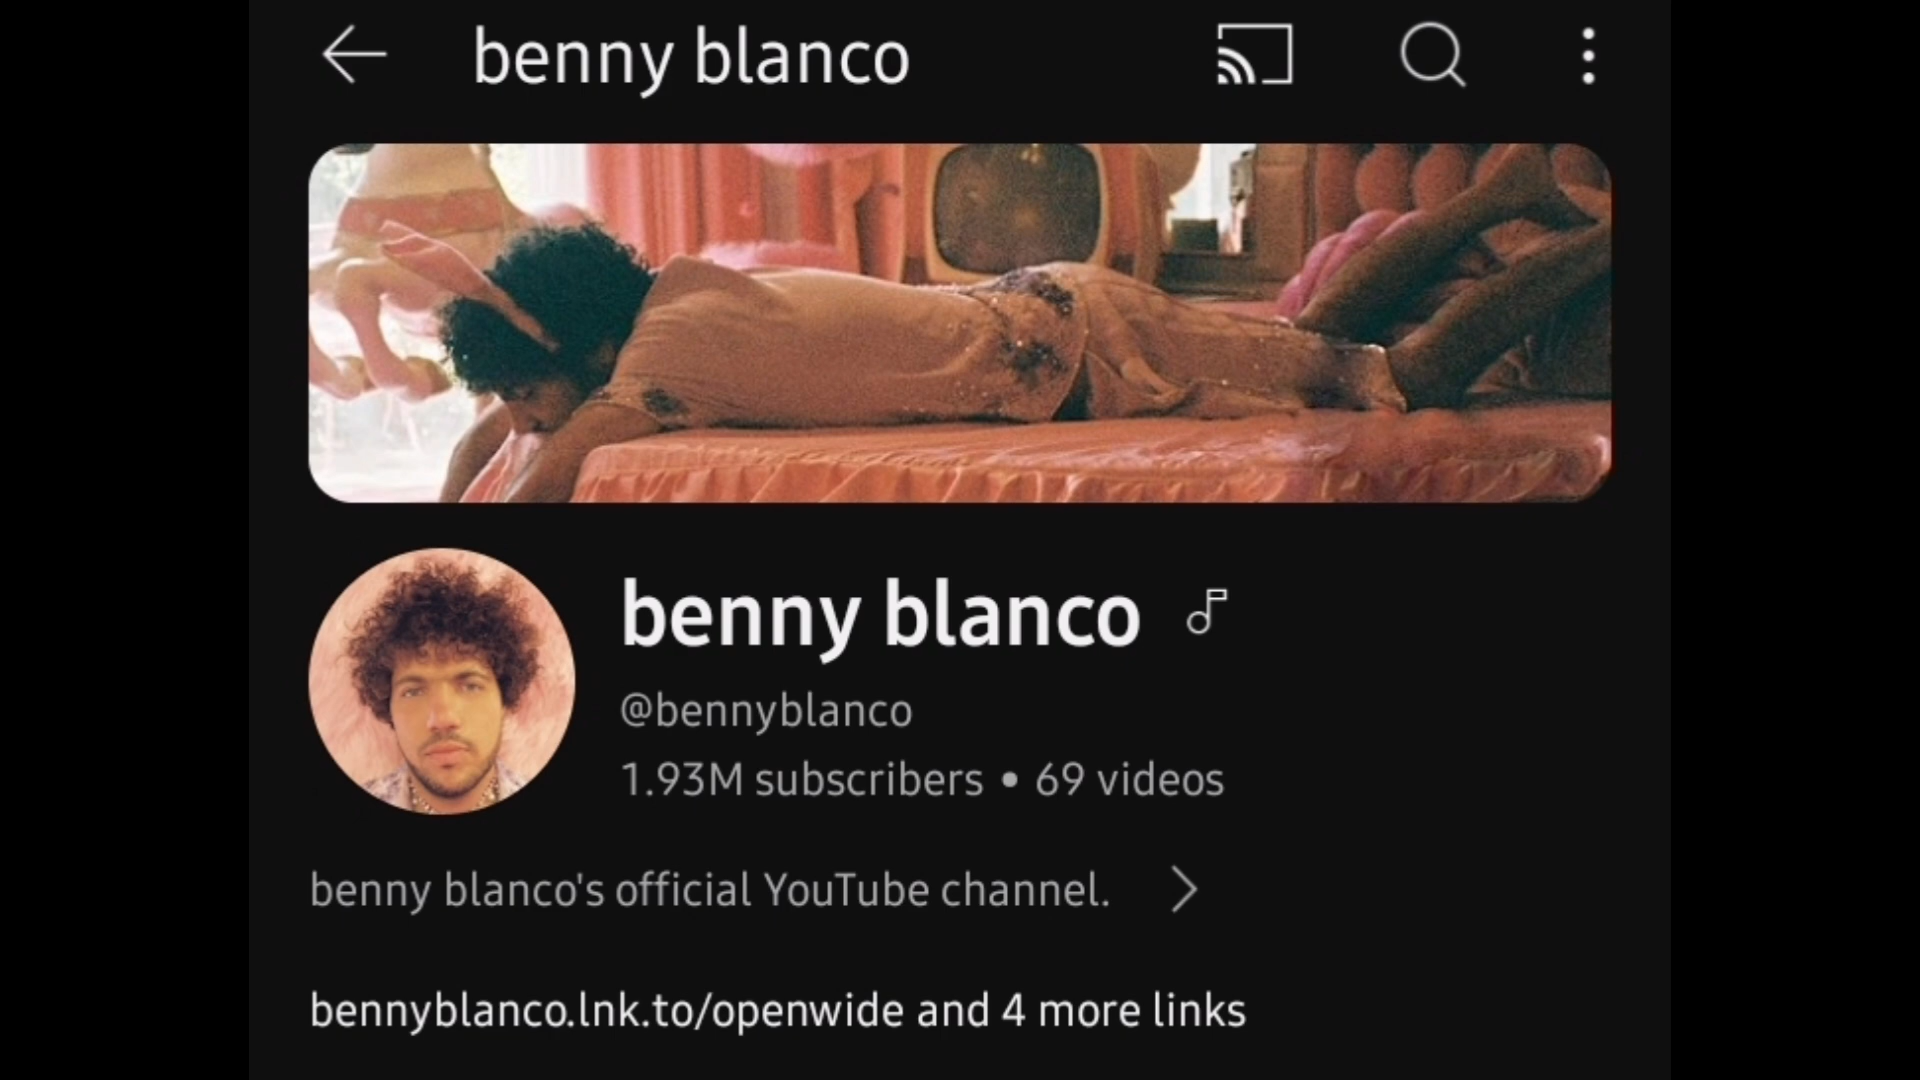 benny blanco
benny blanco
@bennyblanco
1.93M subscribers • 69 videos
benny blanco's official YouTube channel.
bennyblanco.lnk.to/openwide and 4 more links